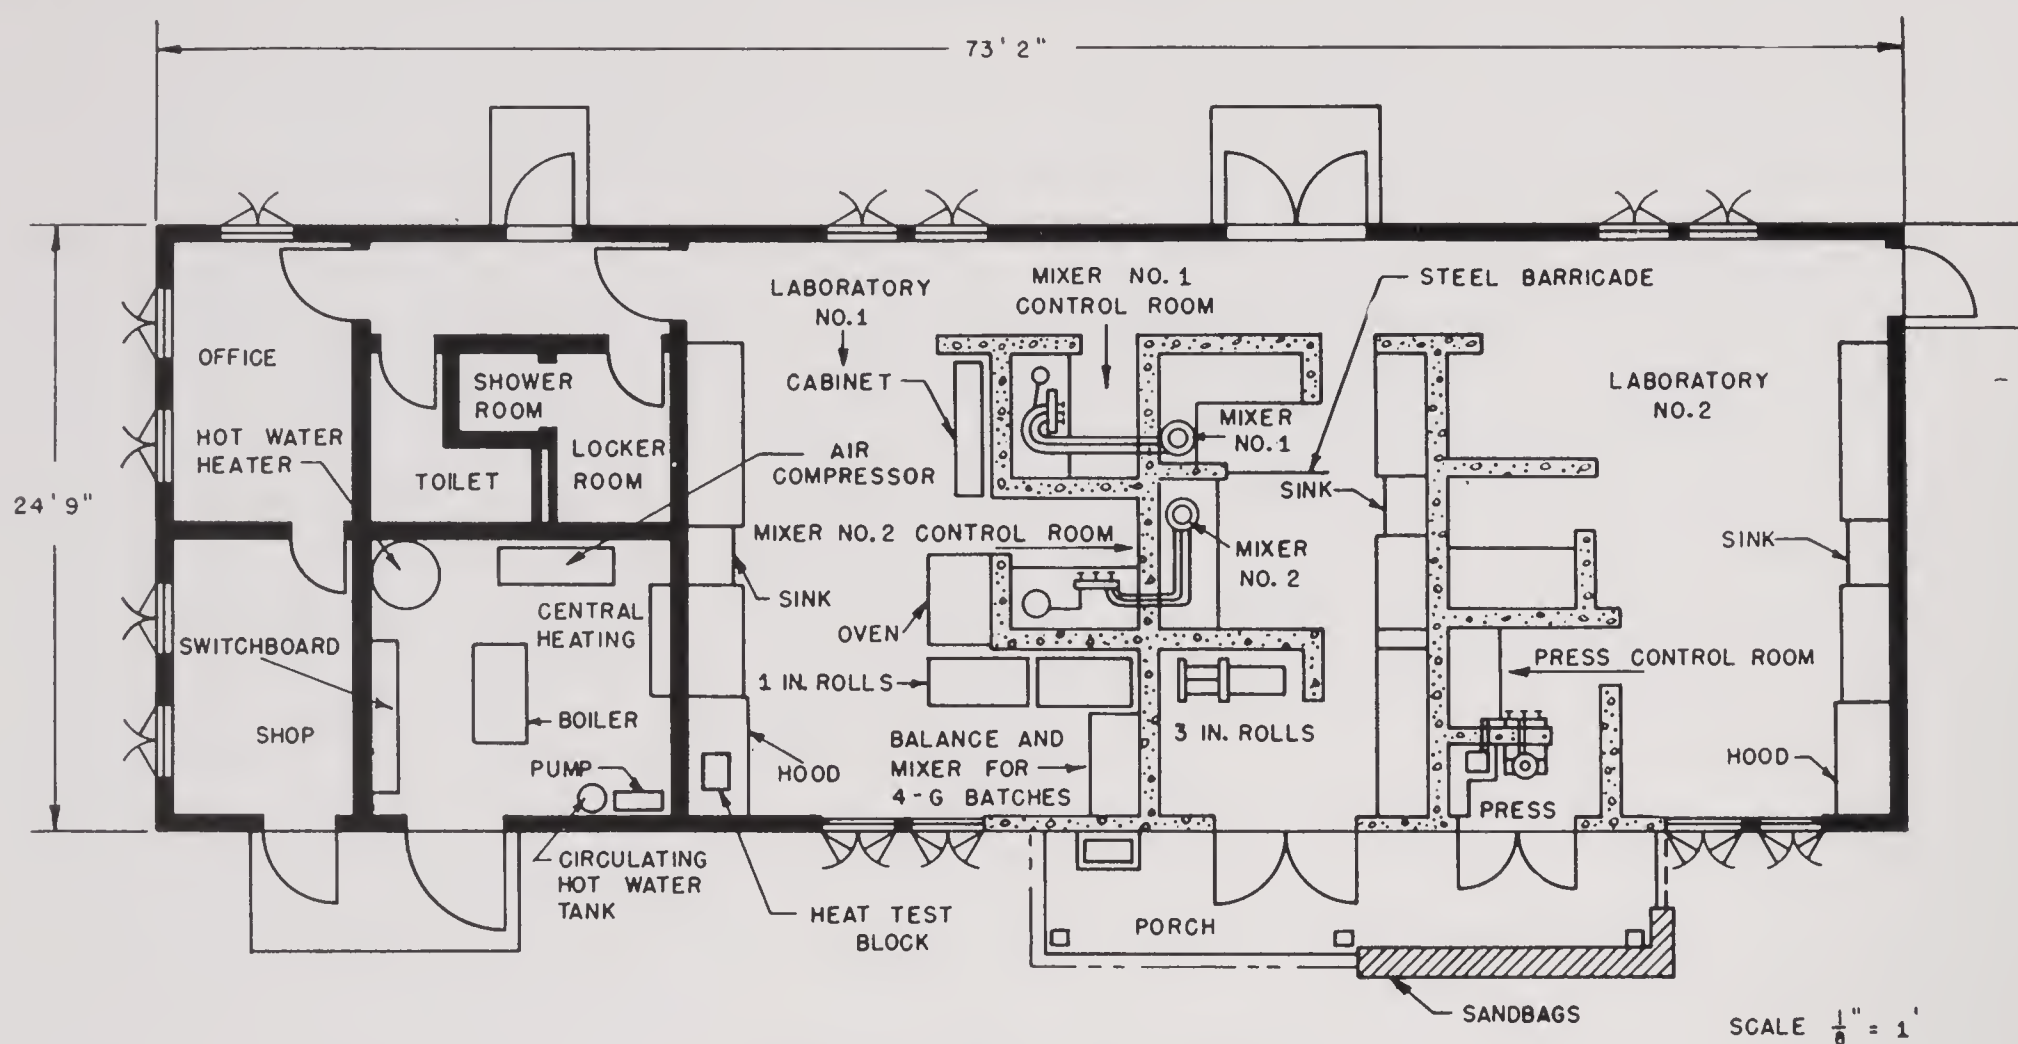 73' 2"
24' 9"
OFFICE
HOT WATER
HEATER
SHOWER
ROOM
LOCKER
ROOM
TOILET
AIR
COMPRESSOR
LABORATORY
NO.1
CABINET
MIXER NO. 1
CONTROL ROOM
STEEL BARRICADE
MIXER
NO.1
LABORATORY
NO.2
SINK
MIXER NO.2 CONTROL ROOM
MIXER
NO. 2
SINK
SINK
OVEN
CENTRAL
HEATING
SWITCHBOARD
SHOP
BOILER
PUMP
1 IN. ROLLS
3 IN. ROLLS
PRESS CONTROL ROOM
BALANCE AND
MIXER FOR
4-G BATCHES
HOOD
HOOD
PRESS
CIRCULATING
HOT WATER
TANK
HEAT TEST
BLOCK
PORCH
SANDBAGS
SCALE 1/8" = 1'